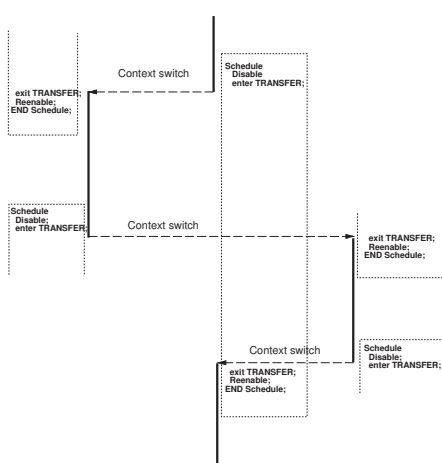 Schedule
Disable
enter TRANSFER;
Context switch
exit TRANSFER;
Reenable;
END Schedule;
Schedule
Disable;
enter TRANSFER;
Context switch
exit TRANSFER;
Reenable;
END Schedule;
Schedule
Disable;
enter TRANSFER;
Context switch
exit TRANSFER;
Reenable;
END Schedule;